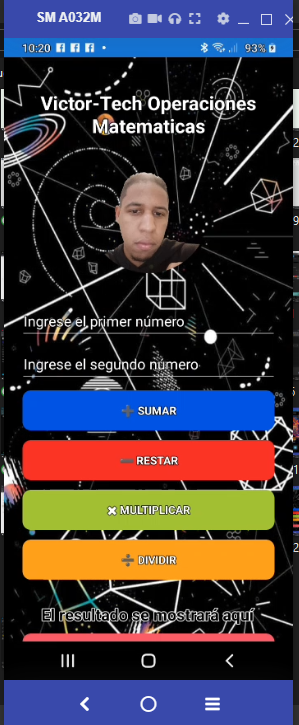 SM A032M
10:20
93%
Victor-Tech Operaciones
Matematicas
Ingrese el primer número
Ingrese el segundo número
➕ SUMAR
➖ RESTAR
✖ MULTIPLICAR
➗ DIVIDIR
El resultado se mostrará aquí